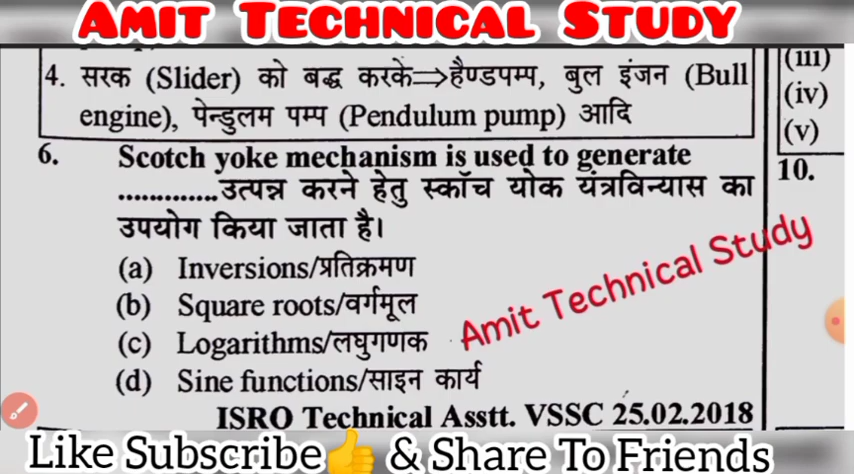 AMIT TECHNICAL STUDY
4. सरक (Slider) को बद्ध करके⇒हैण्डपम्प, बुल इंजन (Bull
engine), पेन्डुलम पम्प (Pendulum pump) आदि
6. Scotch yoke mechanism is used to generate
.............उत्पन्न करने हेतु स्कॉच योक यंत्रविन्यास का
उपयोग किया जाता है।
(a) Inversions/प्रतिक्रमण
(b) Square roots/वर्गमूल
(c) Logarithms/लघुगणक
(d) Sine functions/साइन कार्य
ISRO Technical Asstt. VSSC 25.02.2018
(iii)
(iv)
(v)
10.
Amit Technical Study
Like Subscribe👍 & Share To Friends